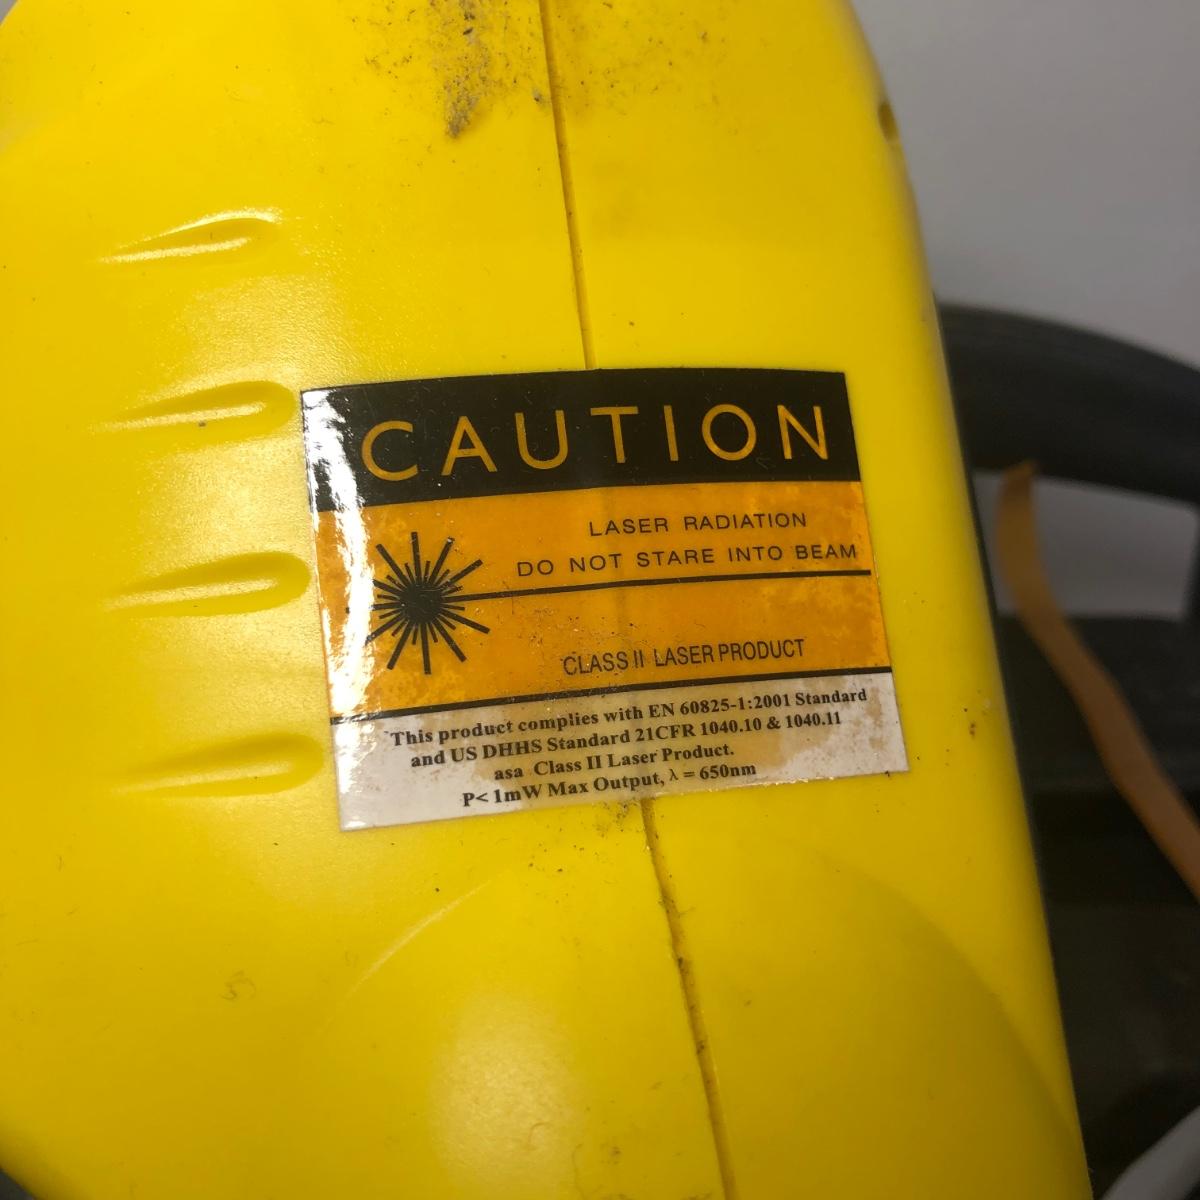 CAUTION
LASER RADIATION
DO NOT STARE INTO BEAM
CLASS II LASER PRODUCT
This product complies with EN 60825-1:2001 Standard
and US DHHS Standard 21CFR 1040.10 & 1040.11
asa Class II Laser Product.
P< 1mW Max Output, λ = 650nm